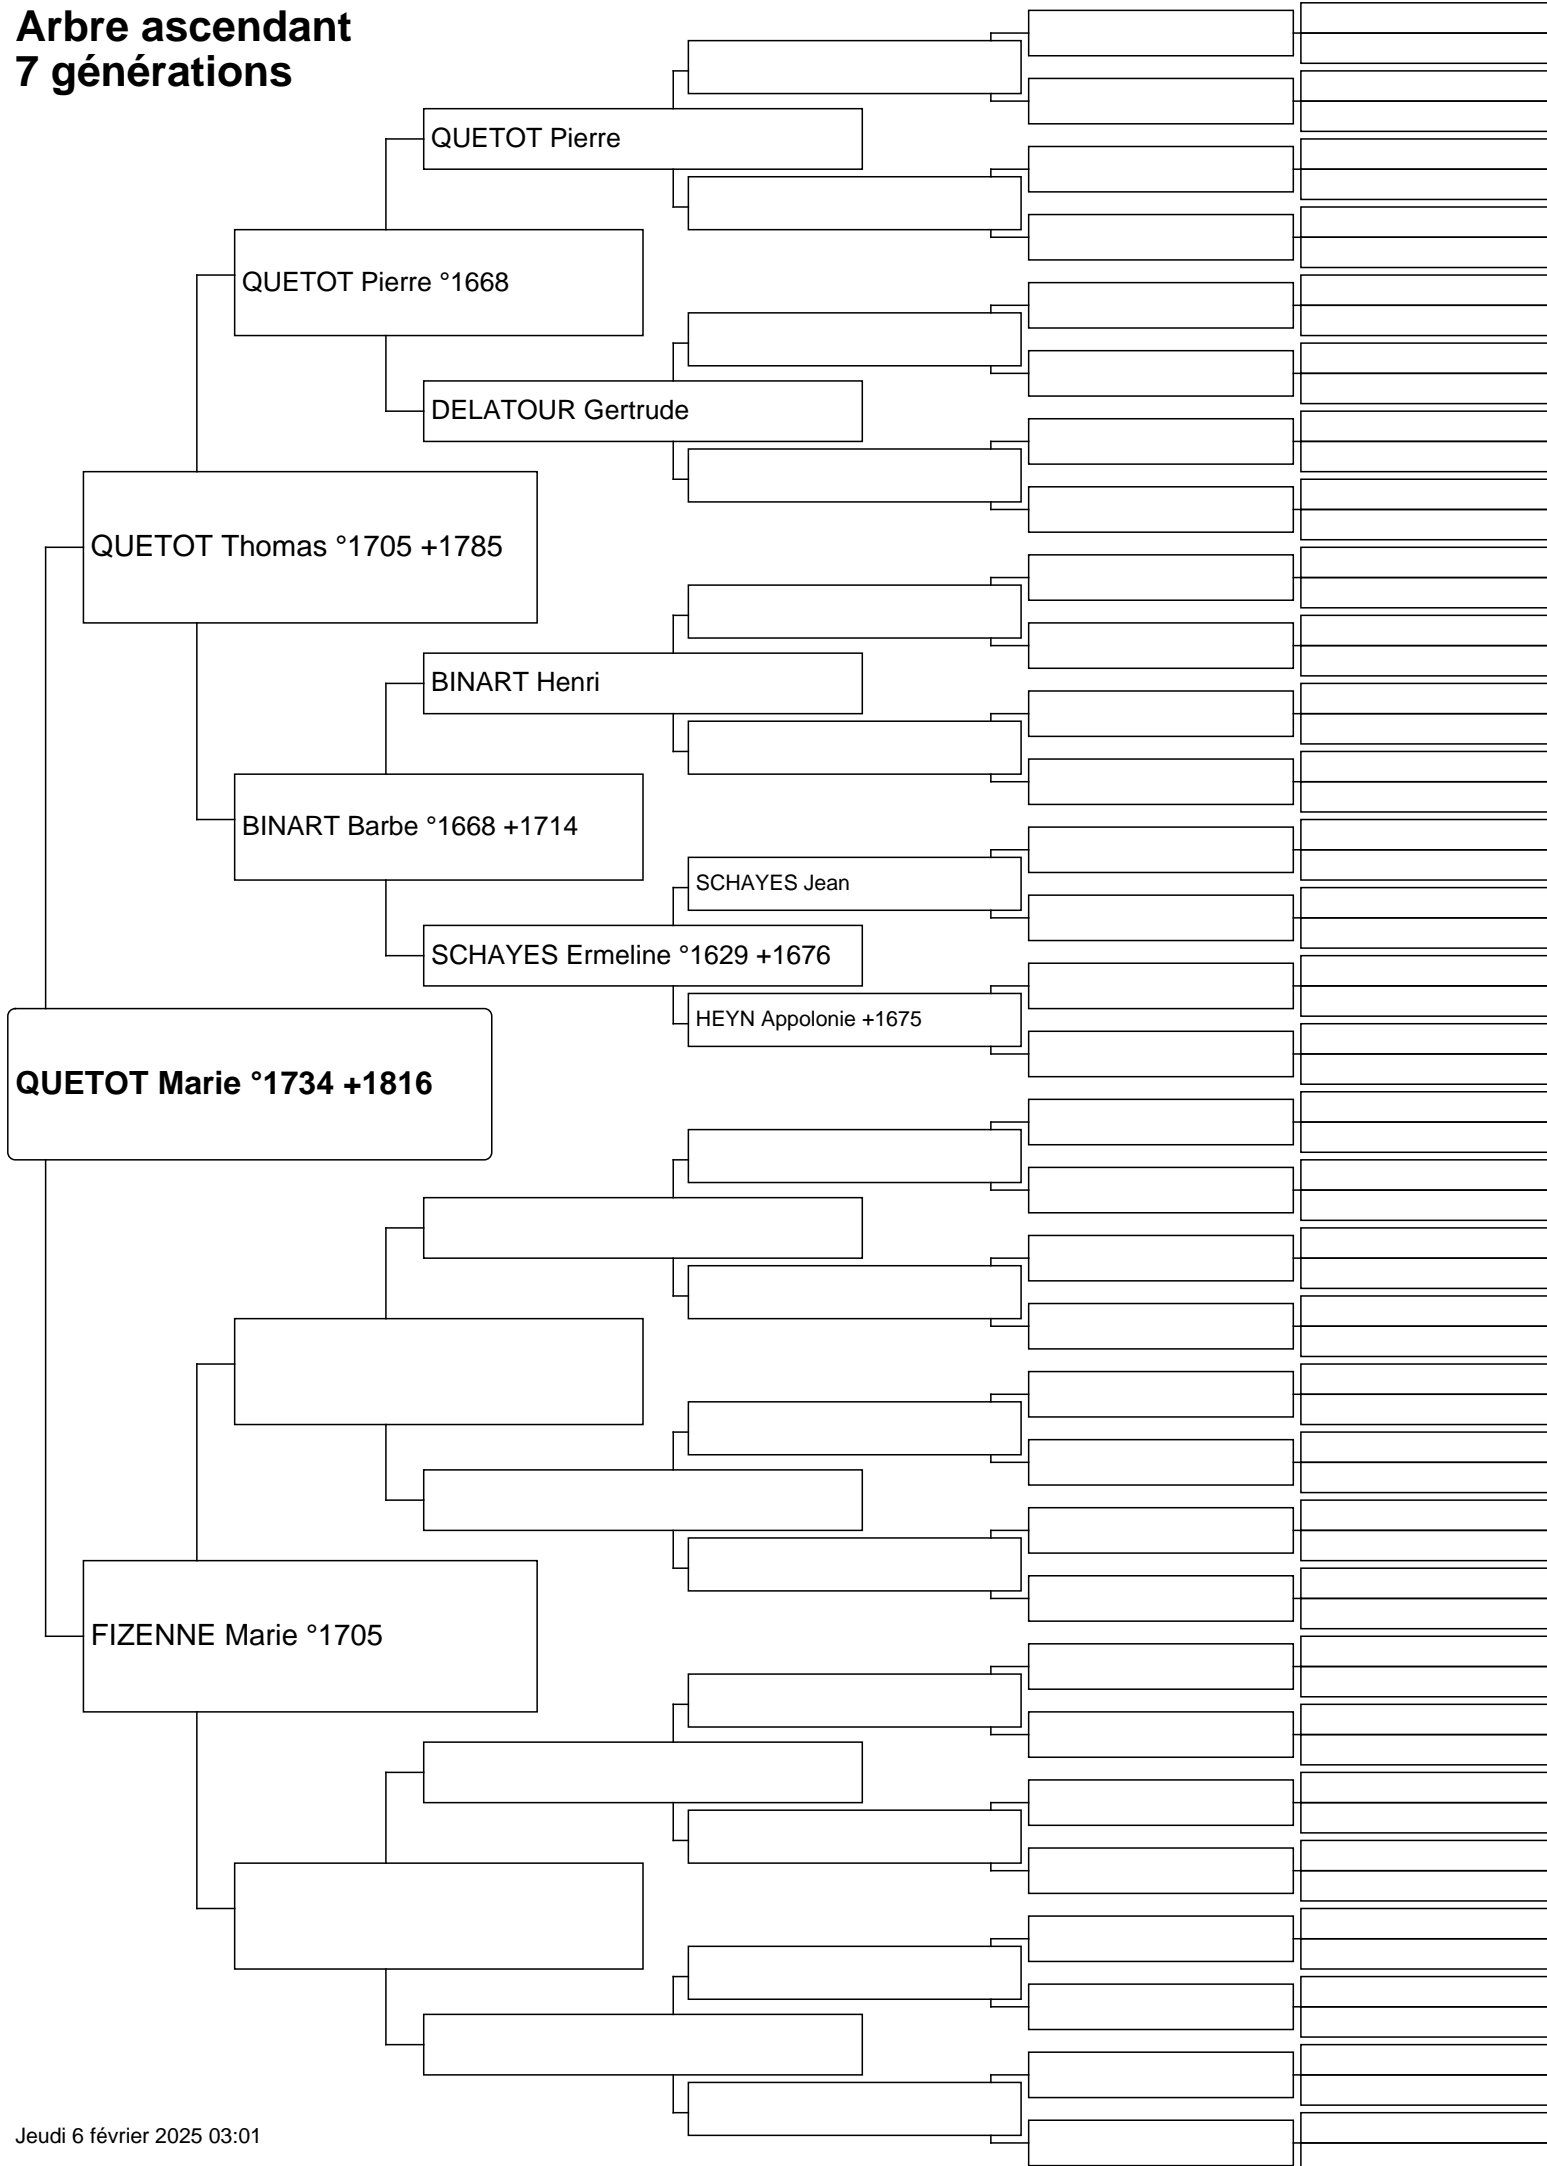 Arbre ascendant
7 générations
QUETOT Pierre
QUETOT Pierre °1668
DELATOUR Gertrude
QUETOT Thomas °1705 +1785
BINART Henri
BINART Barbe °1668 +1714
SCHAYES Jean
SCHAYES Ermeline °1629 +1676
HEYN Appolonie +1675
QUETOT Marie °1734 +1816
FIZENNE Marie °1705
Jeudi 6 février 2025 03:01